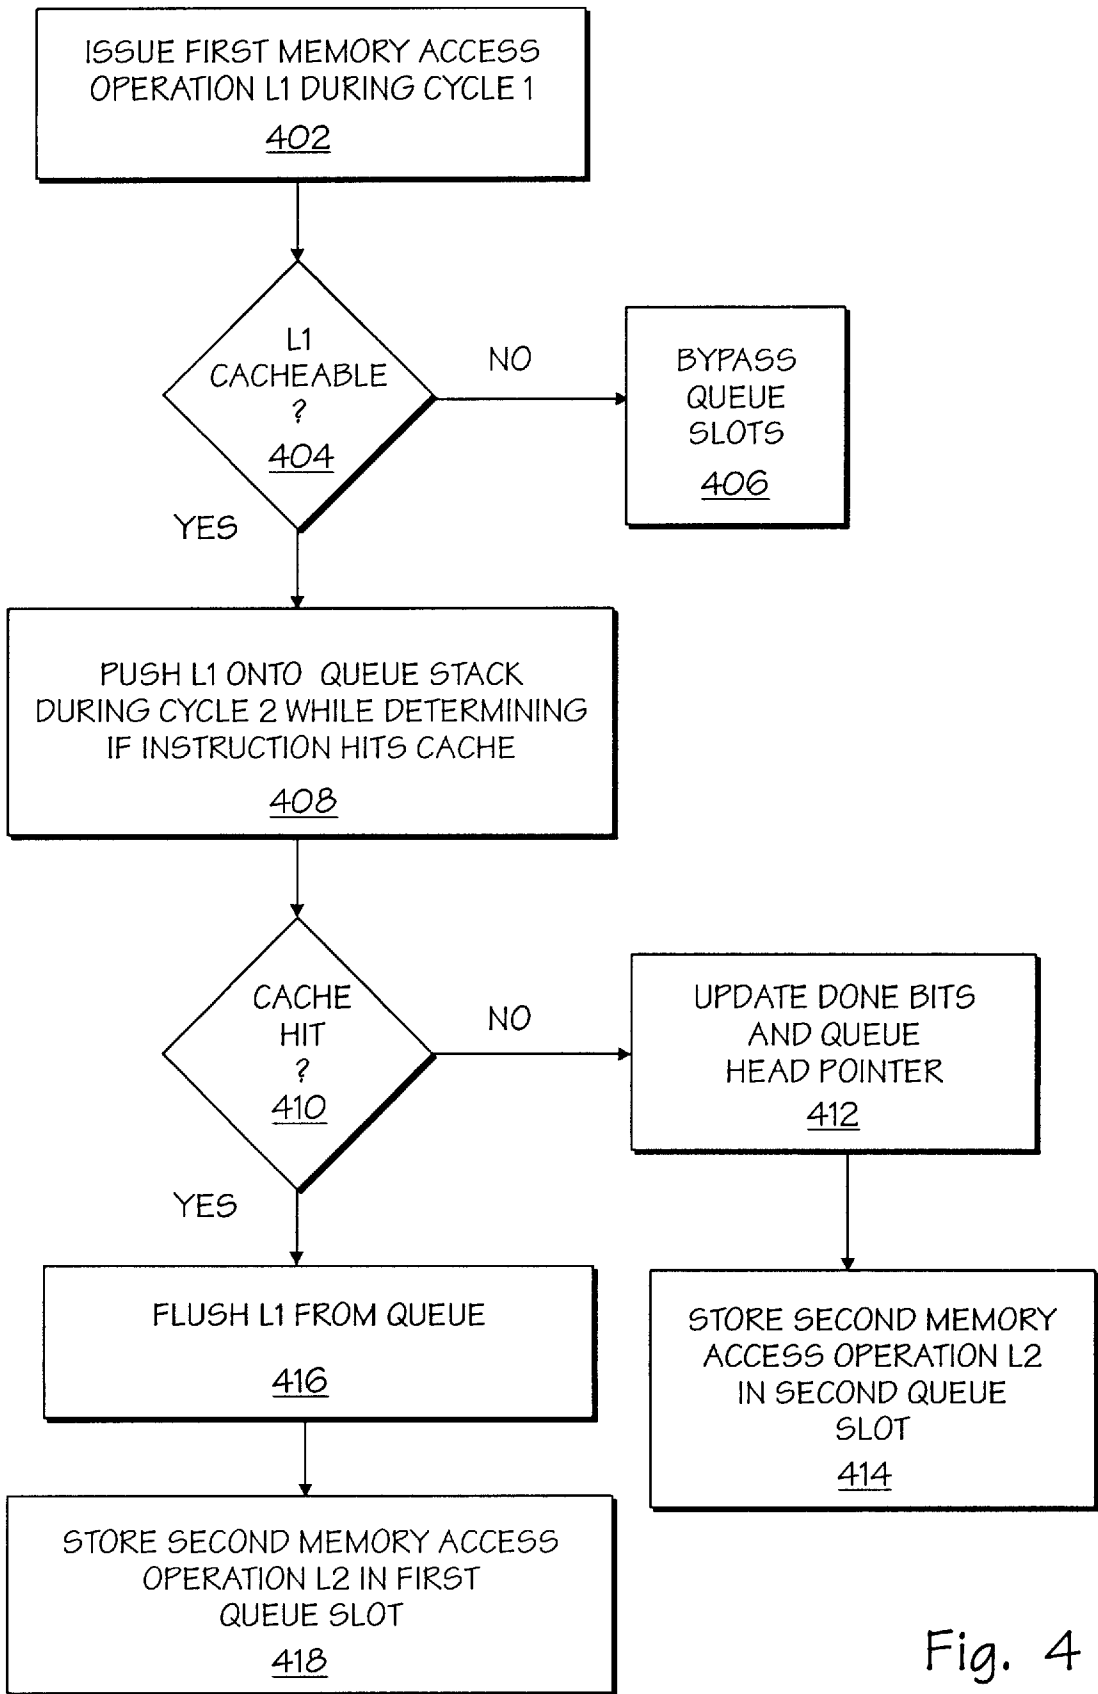 ISSUE FIRST MEMORY ACCESS
OPERATION L1 DURING CYCLE 1
402
L1
CACHEABLE
?
404
NO
BYPASS
QUEUE
SLOTS
406
YES
PUSH L1 ONTO QUEUE STACK
DURING CYCLE 2 WHILE DETERMINING
IF INSTRUCTION HITS CACHE
408
CACHE
HIT
?
410
NO
UPDATE DONE BITS
AND QUEUE
HEAD POINTER
412
YES
FLUSH L1 FROM QUEUE
416
STORE SECOND MEMORY
ACCESS OPERATION L2
IN SECOND QUEUE
SLOT
414
STORE SECOND MEMORY ACCESS
OPERATION L2 IN FIRST
QUEUE SLOT
418
Fig. 4